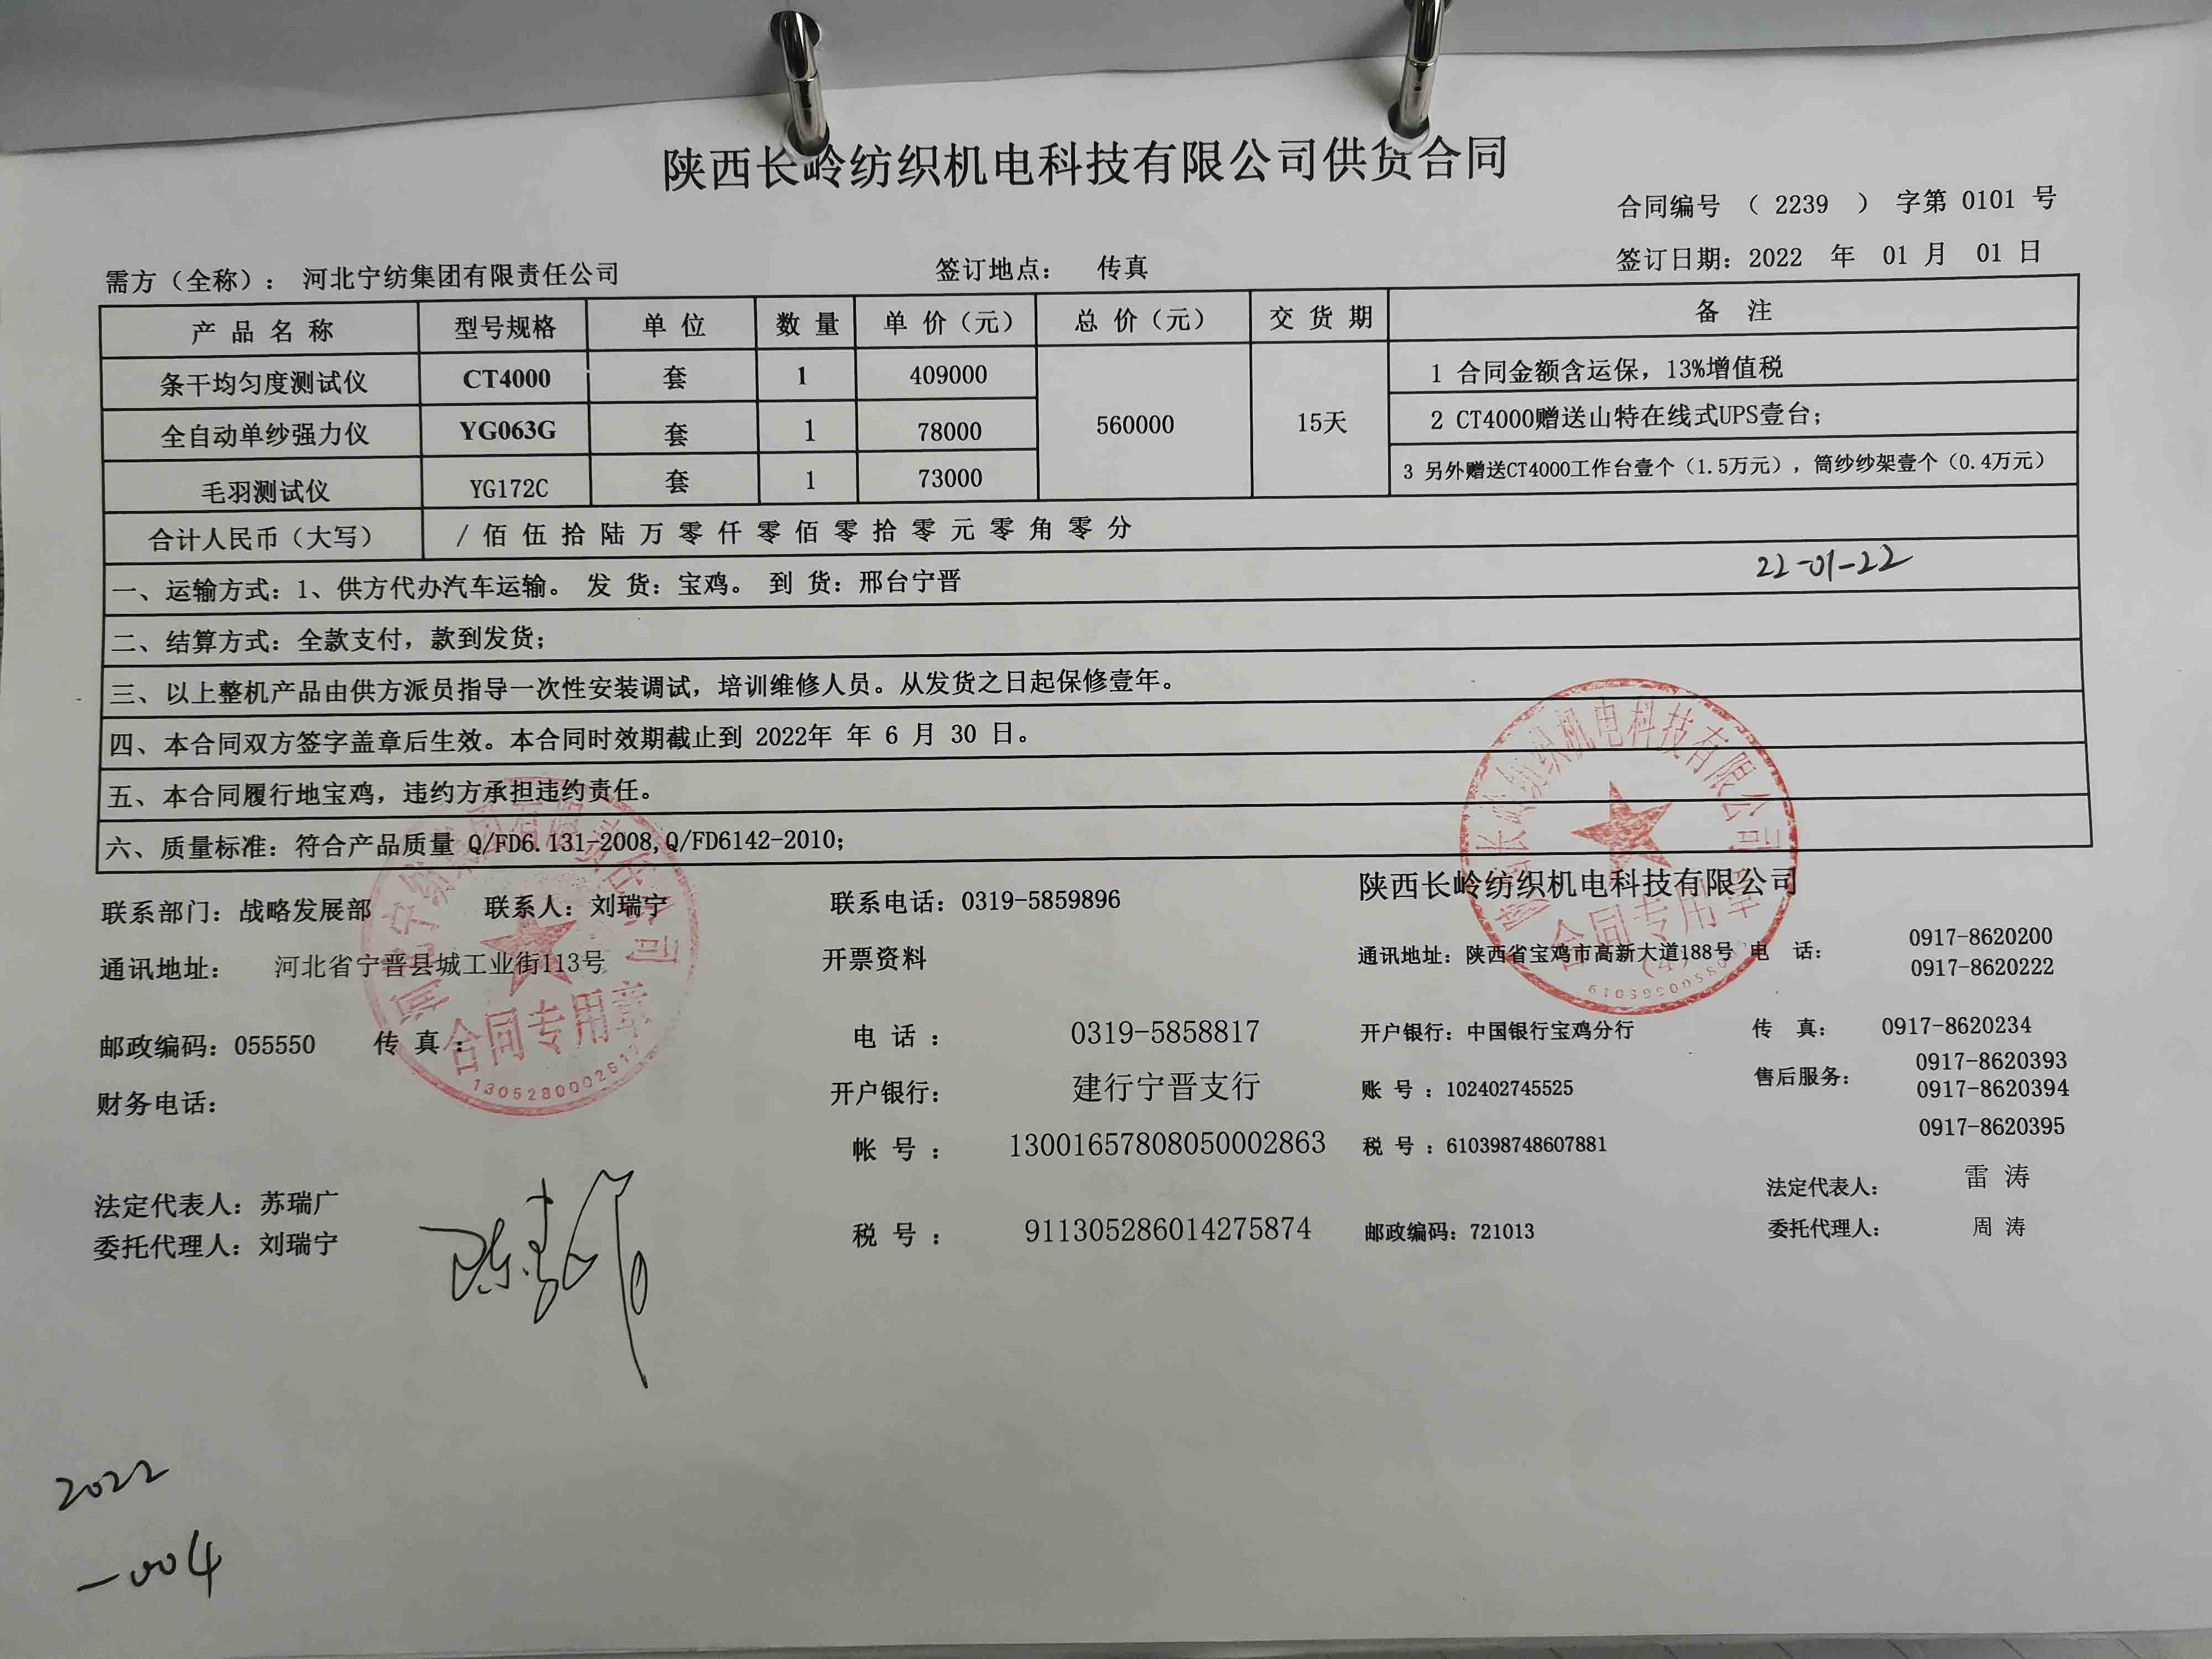 陕西长岭纺织机电科技有限公司供货合同
合同编号 （ 2239 ） 字第 0101 号
需方（全称）： 河北宁纺集团有限责任公司 签订地点： 传真 签订日期：2022 年 01 月 01 日
产 品 名 称 型号规格 单 位 数 量 单 价（元） 总 价（元） 交 货 期 备 注
条干均匀度测试仪 CT4000 套 1 409000 560000 15天 1 合同金额含运保，13%增值税
全自动单纱强力仪 YG063G 套 1 78000 2 CT4000赠送山特在线式UPS壹台；
毛羽测试仪 YG172C 套 1 73000 3 另外赠送CT4000工作台壹个（1.5万元），筒纱纱架壹个（0.4万元）
合计人民币（大写） / 佰 伍 拾 陆 万 零 仟 零 佰 零 拾 零 元 零 角 零 分
22-01-22
一、运输方式：1、供方代办汽车运输。 发 货：宝鸡。 到 货：邢台宁晋
二、结算方式：全款支付，款到发货；
三、以上整机产品由供方派员指导一次性安装调试，培训维修人员。从发货之日起保修壹年。
四、本合同双方签字盖章后生效。本合同时效期截止到 2022年 年 6 月 30 日。
五、本合同履行地宝鸡，违约方承担违约责任。
六、质量标准：符合产品质量 Q/FD6.131-2008,Q/FD6142-2010；
联系部门：战略发展部 联系人：刘瑞宁 联系电话：0319-5859896 陕西长岭纺织机电科技有限公司
通讯地址： 河北省宁晋县城工业街113号 开票资料 通讯地址：陕西省宝鸡市高新大道188号 电 话： 0917-8620200
0917-8620222
邮政编码：055550 传 真： 电 话 ： 0319-5858817 开户银行：中国银行宝鸡分行 传 真： 0917-8620234
财务电话： 开户银行： 建行宁晋支行 账 号 ：102402745525 售后服务： 0917-8620393
0917-8620394
帐 号 ： 13001657808050002863 税 号 ：610398748607881 0917-8620395
法定代表人：苏瑞广 法定代表人： 雷 涛
委托代理人：刘瑞宁 税 号 ： 911305286014275874 邮政编码：721013 委托代理人： 周 涛
河北宁纺集团有限责任公司
合同专用章
陕西长岭纺织机电科技有限公司
合同专用章
(4)
2022
-004